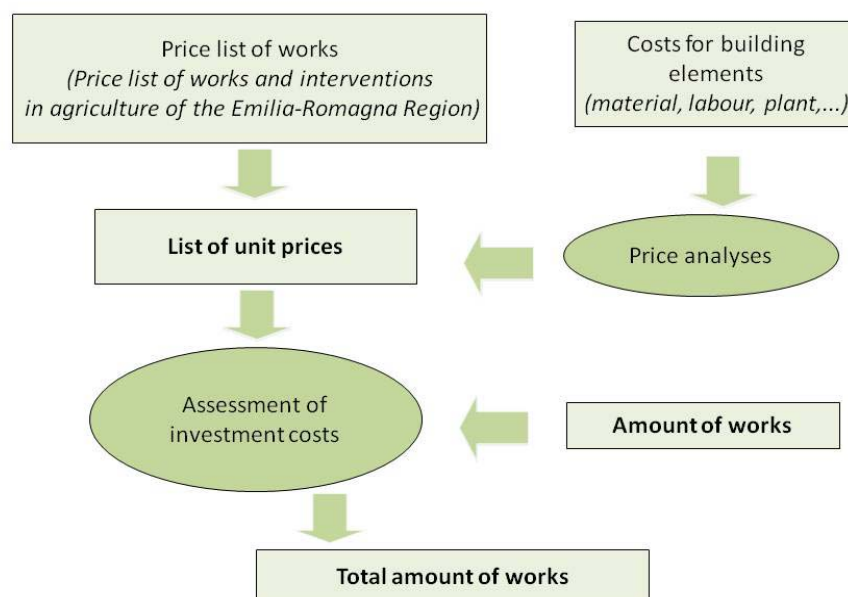 Price list of works
(Price list of works and interventions
in agriculture of the Emilia-Romagna Region)
Costs for building
elements
(material, labour, plant,...)
List of unit prices
Price analyses
Assessment of
investment costs
Amount of works
Total amount of works